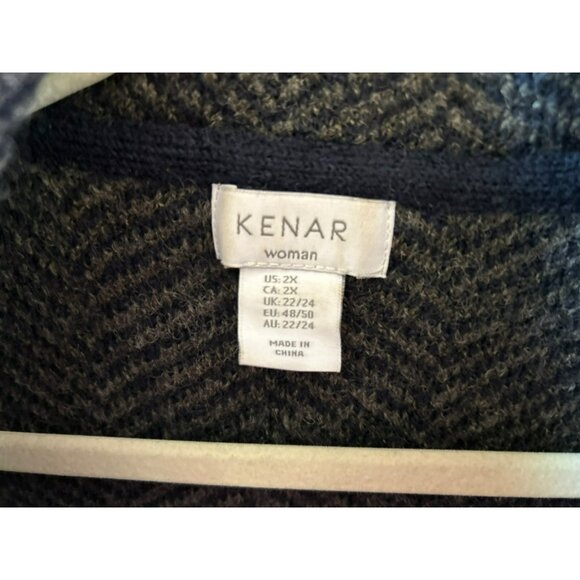 KENAR
woman
US: 2X
CA: 2X
UK: 22/24
EU: 48/50
AU: 22/24
MADE IN
CHINA